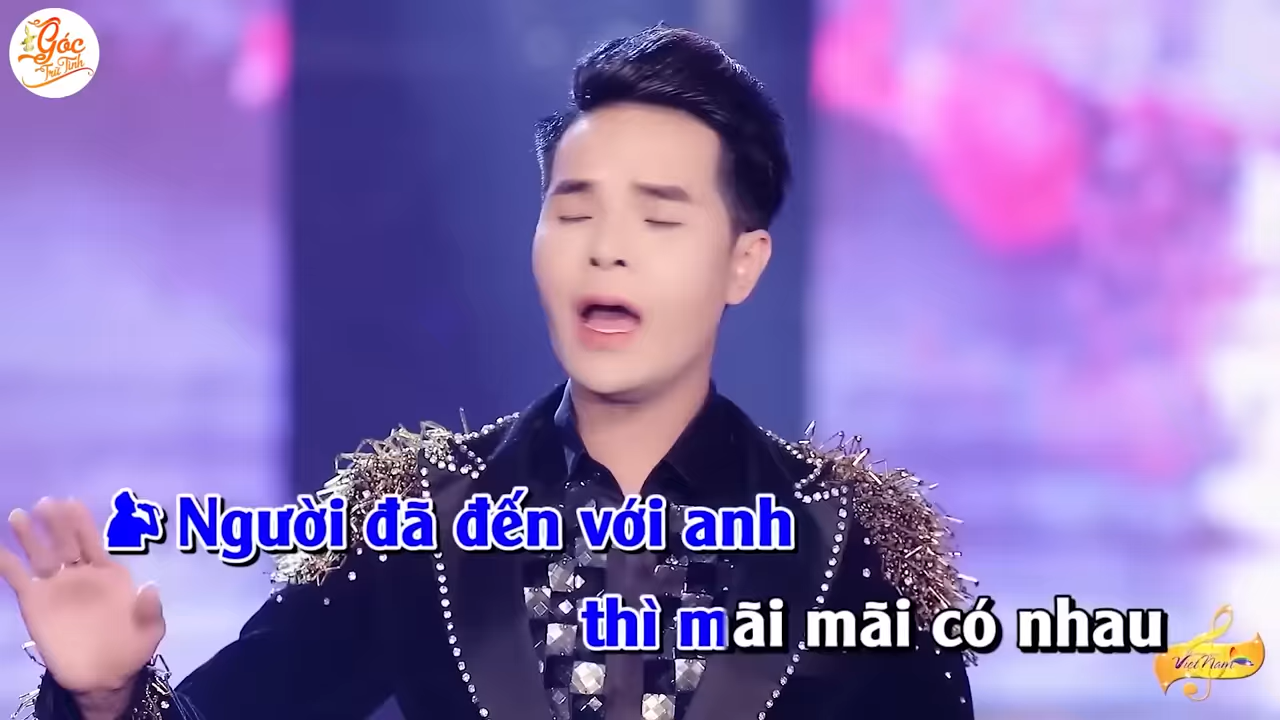 Góc
Trữ Tình
Người đã đến với anh
thì mãi mãi có nhau
Việt Nam